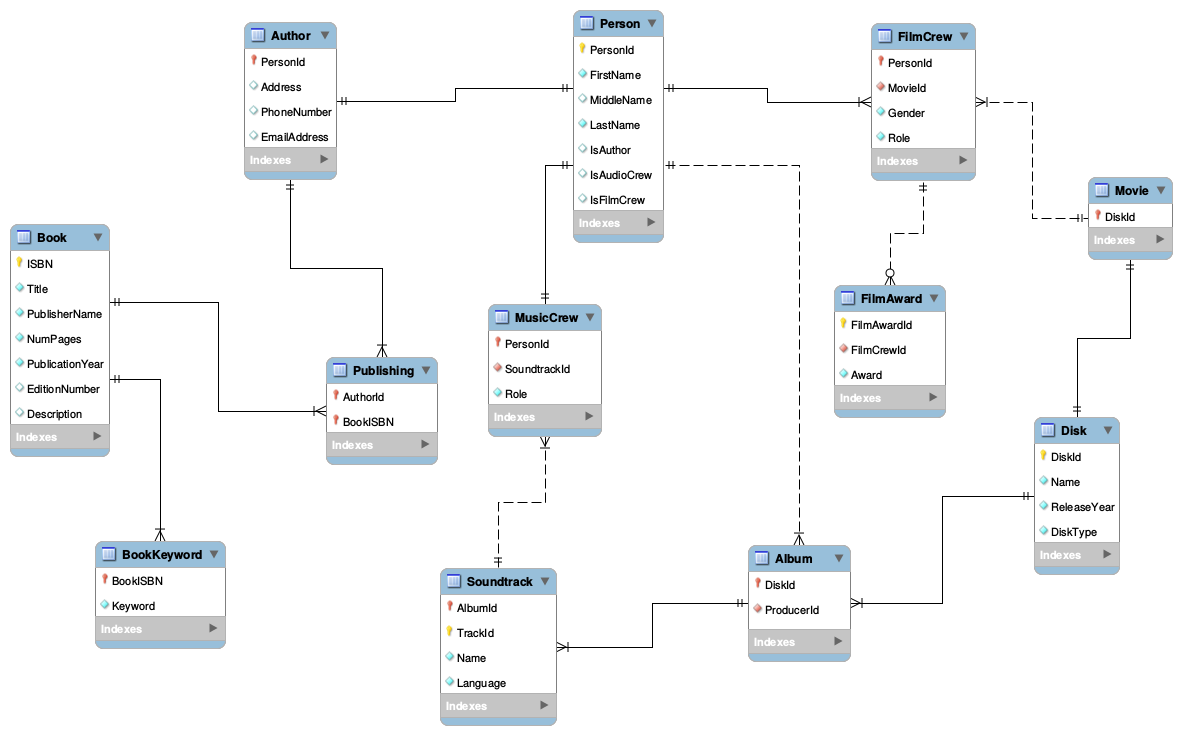 Author
PersonId
Address
PhoneNumber
EmailAddress
Indexes
Person
PersonId
FirstName
MiddleName
LastName
IsAuthor
IsAudioCrew
IsFilmCrew
Indexes
FilmCrew
PersonId
MovieId
Gender
Role
Indexes
Movie
DiskId
Indexes
Book
ISBN
Title
PublisherName
NumPages
PublicationYear
EditionNumber
Description
Indexes
Publishing
AuthorId
BookISBN
Indexes
MusicCrew
PersonId
SoundtrackId
Role
Indexes
FilmAward
FilmAwardId
FilmCrewId
Award
Indexes
Disk
DiskId
Name
ReleaseYear
DiskType
Indexes
BookKeyword
BookISBN
Keyword
Indexes
Soundtrack
AlbumId
TrackId
Name
Language
Indexes
Album
DiskId
ProducerId
Indexes